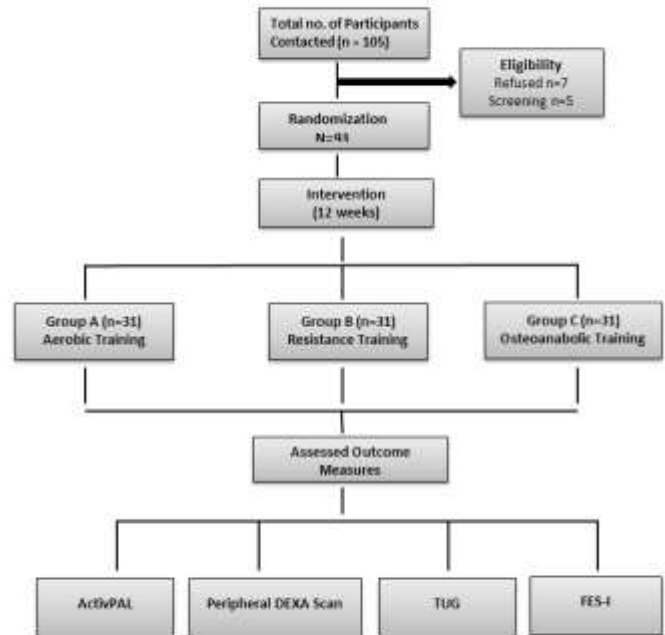 Total no. of Participants
Contacted (n = 105)
Eligibility
Refused n=7
Screening n=5
Randomization
N=93
Intervention
(12 weeks)
Group A (n=31)
Aerobic Training
Group B (n=31)
Resistance Training
Group C (n=31)
Osteoanabolic Training
Assessed Outcome
Measures
ActivPAL
Peripheral DEXA Scan
TUG
FES-I